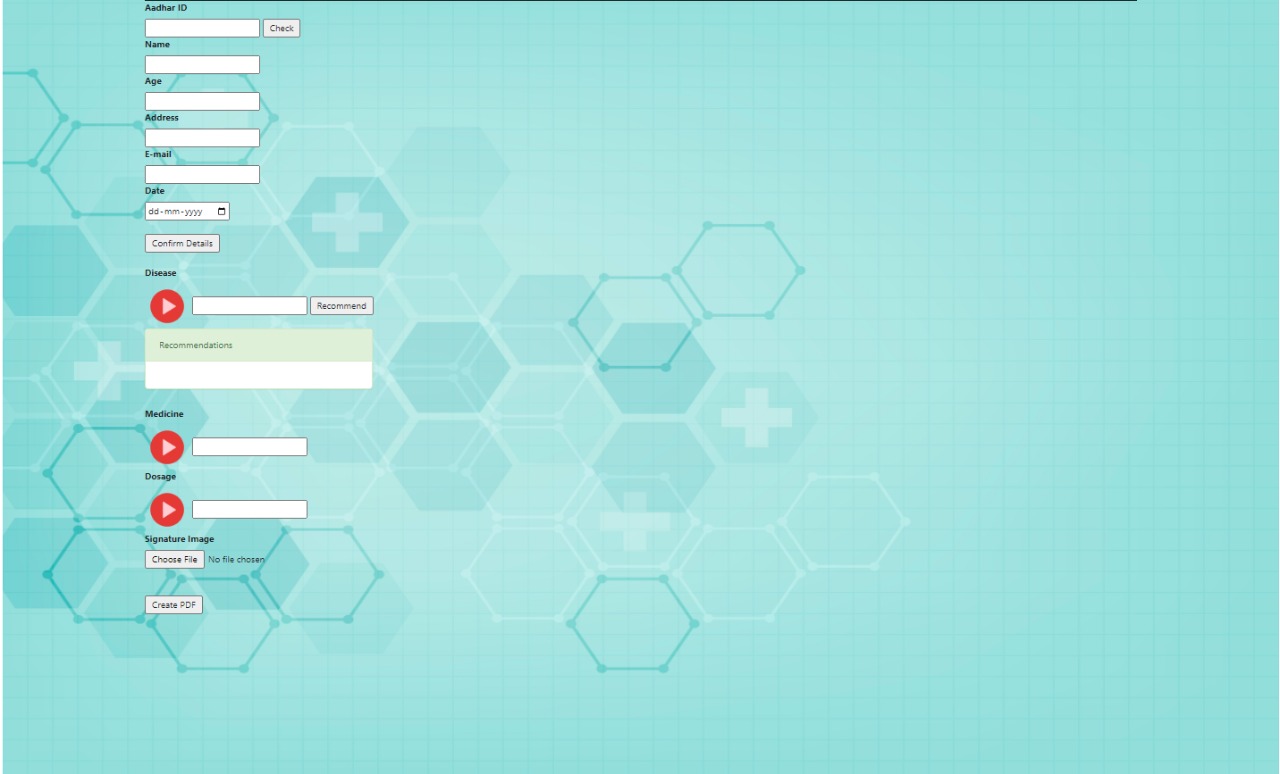 Aadhar ID
Check
Name
Age
Address
E-mail
Date
dd-mm-yyyy
Confirm Details
Disease
Recommend
Recommendations
Medicine
Dosage
Signature Image
Choose File No file chosen
Create PDF